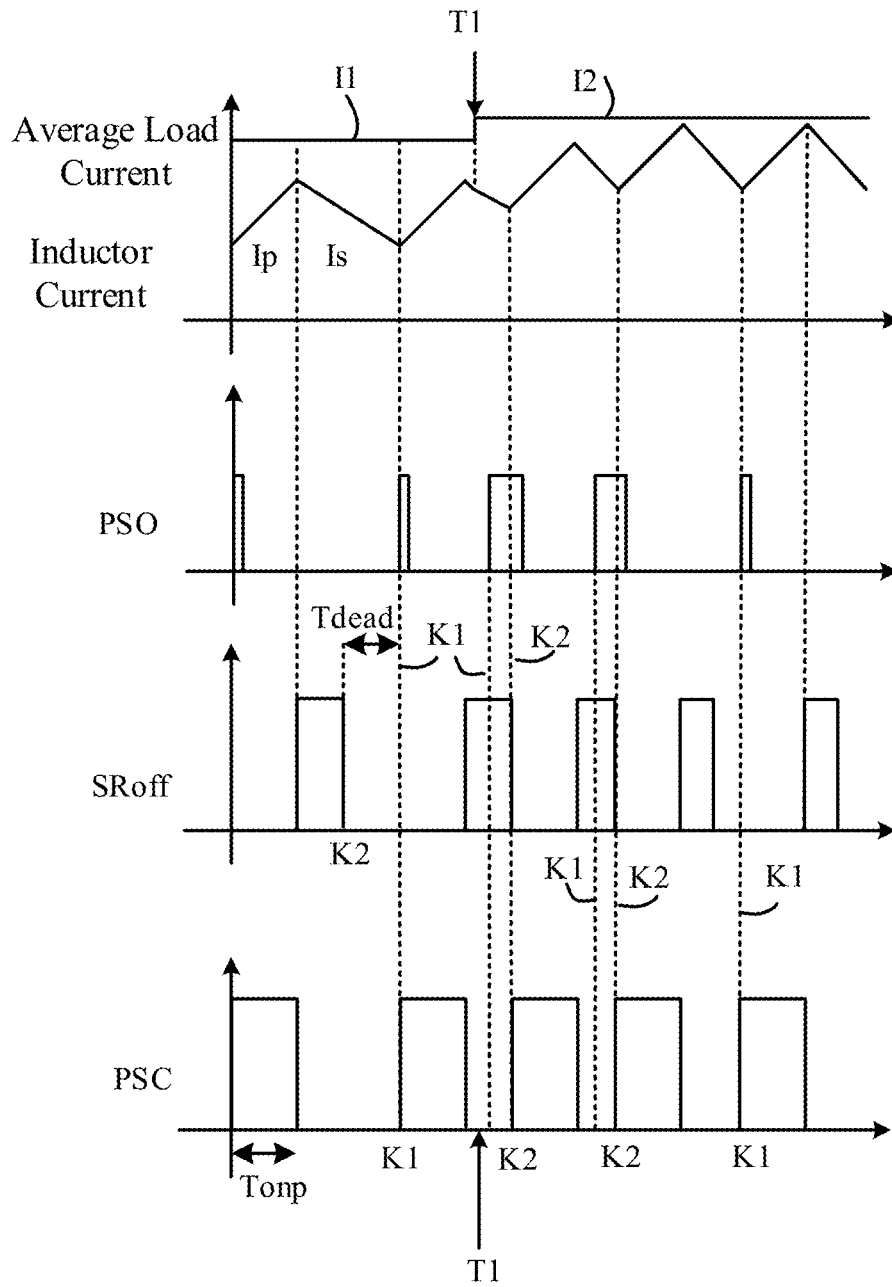 T1
I1
I2
Average Load
Current
Ip
Is
Inductor
Current
PSO
Tdead
K1
K2
SRoff
K2
K1
K2
K1
PSC
Tonp
K1
K2
K2
K1
T1